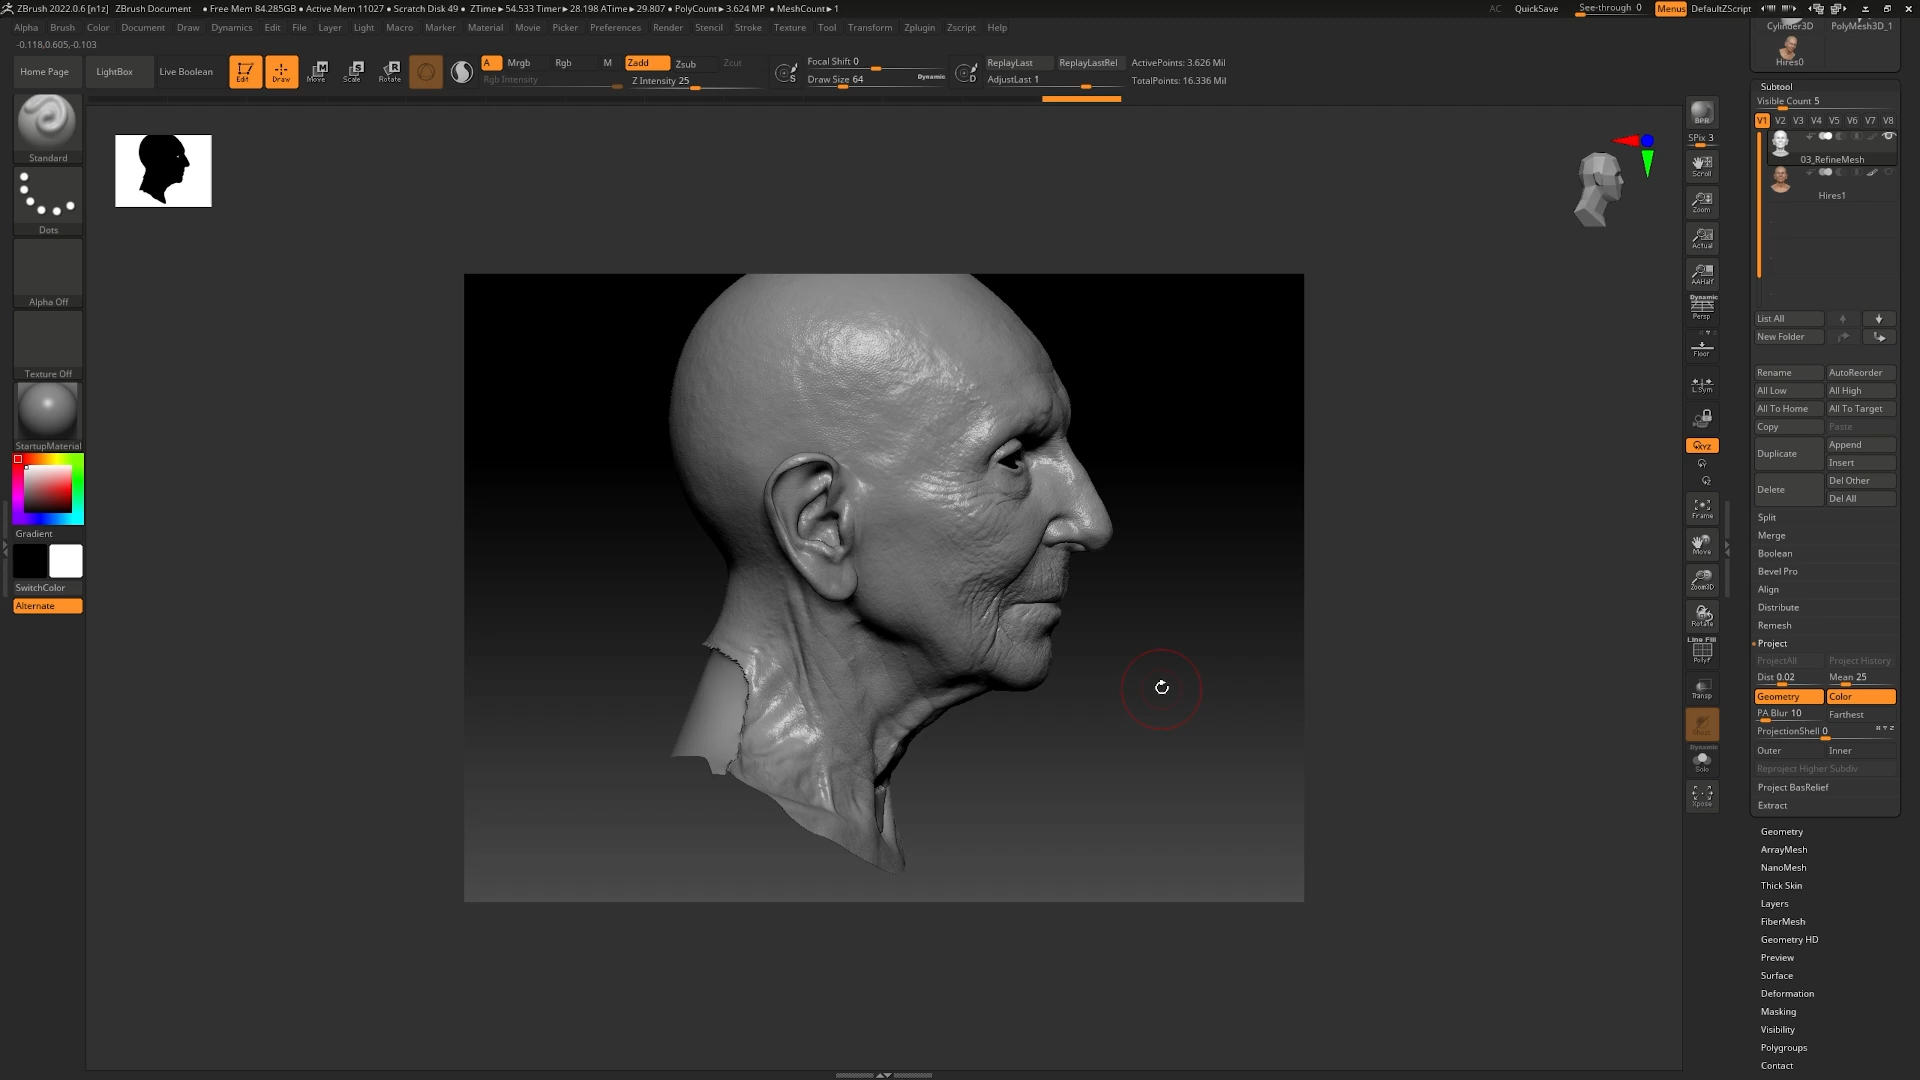 ZBrush 2022.0.6 [n1z] ZBrush Document • Free Mem 84.285GB • Active Mem 11027 • Scratch Disk 49 • ZTime▸54.533 Timer▸28.198 ATime▸29.807 • PolyCount▸3.624 MP • MeshCount▸1 AC QuickSave See-through 0 Menus DefaultZScript
Alpha Brush Color Document Draw Dynamics Edit File Layer Light Macro Marker Material Movie Picker Preferences Render Stencil Stroke Texture Tool Transform Zplugin Zscript Help
-0.118,0.605,-0.103
Home Page LightBox Live Boolean Edit Draw Move Scale Rotate A Mrgb Rgb M Zadd Zsub Zcut Focal Shift 0 ReplayLast ReplayLastRel ActivePoints: 3.626 Mil
Rgb Intensity Z Intensity 25 Draw Size 64 Dynamic AdjustLast 1 TotalPoints: 16.336 Mil
S
D
Standard
Dots
Alpha Off
Texture Off
StartupMaterial
Gradient
SwitchColor
Alternate
BPR
SPix 3
Scroll
Zoom
Actual
AAHalf
Dynamic
Persp
Floor
L.Sym
XYZ
Y
Z
Frame
Move
Zoom3D
Rotate
Line Fill
PolyF
Transp
Ghost
Dynamic
Solo
Xpose
Cylinder3D PolyMesh3D_1
Hires0
Subtool
Visible Count 5
V1 V2 V3 V4 V5 V6 V7 V8
03_RefineMesh
Hires1
List All
New Folder
Rename AutoReorder
All Low All High
All To Home All To Target
Copy Paste
Duplicate Append
Insert
Delete Del Other
Del All
Split
Merge
Boolean
Bevel Pro
Align
Distribute
Remesh
Project
ProjectAll Project History
Dist 0.02 Mean 25
Geometry Color
PA Blur 10 Farthest
ProjectionShell 0
Outer Inner
Reproject Higher Subdiv
Project BasRelief
Extract
Geometry
ArrayMesh
NanoMesh
Thick Skin
Layers
FiberMesh
Geometry HD
Preview
Surface
Deformation
Masking
Visibility
Polygroups
Contact